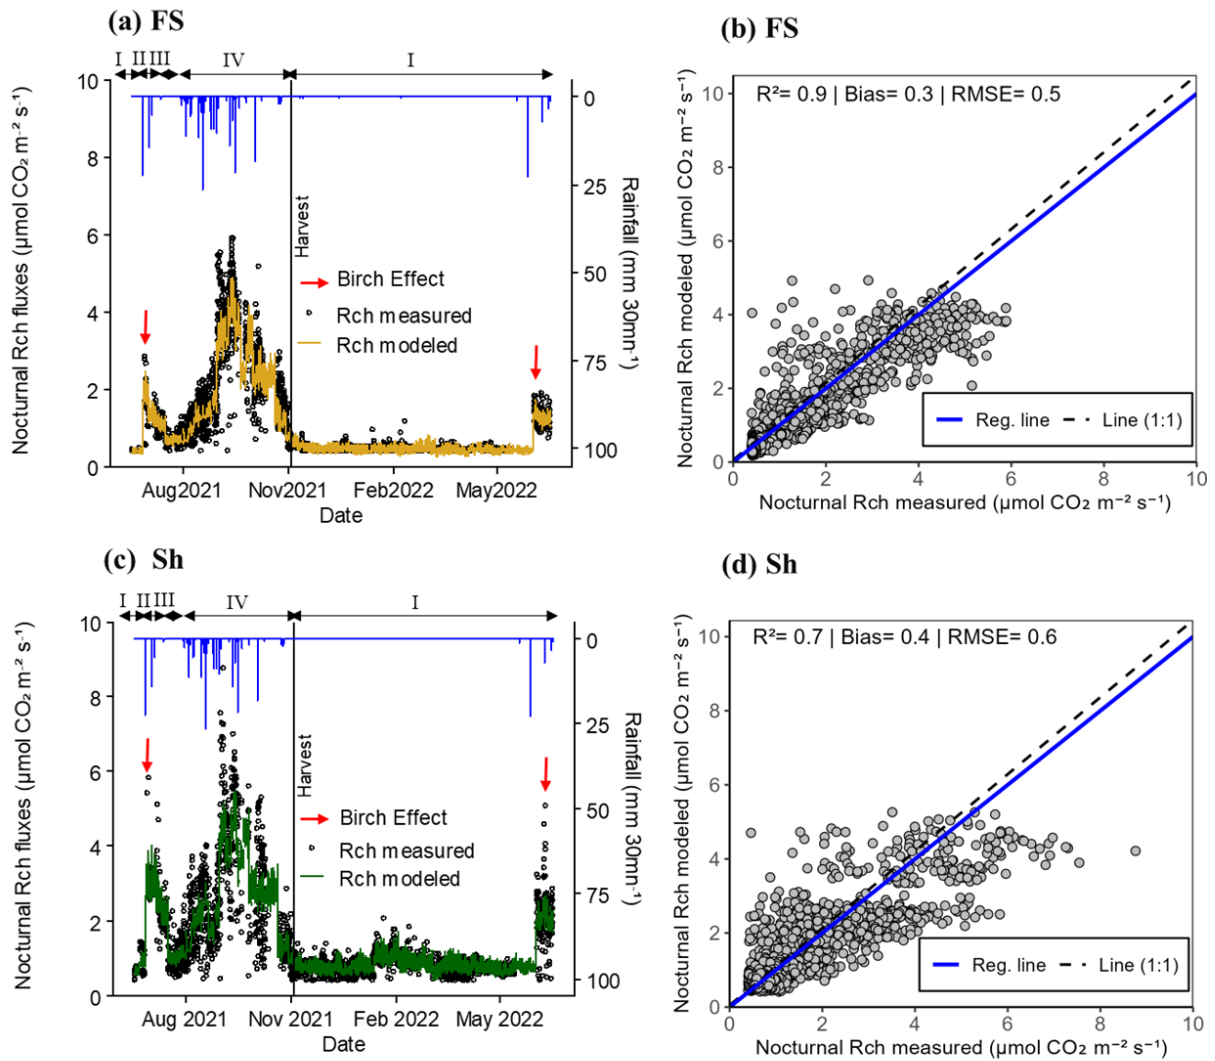 (a) FS
I II III IV I
Nocturnal Rch fluxes (µmol CO₂ m⁻² s⁻¹)
10
8
6
4
2
0
0
25
50
75
100
Rainfall (mm 30mn⁻¹)
Harvest
Birch Effect
Rch measured
Rch modeled
Aug2021 Nov2021 Feb2022 May2022
Date
(b) FS
R²= 0.9 | Bias= 0.3 | RMSE= 0.5
Nocturnal Rch modeled (µmol CO₂ m⁻² s⁻¹)
10
8
6
4
2
0
Reg. line Line (1:1)
0 2 4 6 8 10
Nocturnal Rch measured (µmol CO₂ m⁻² s⁻¹)
(c) Sh
I II III IV I
Nocturnal Rch fluxes (µmol CO₂ m⁻² s⁻¹)
10
8
6
4
2
0
0
25
50
75
100
Rainfall (mm 30mn⁻¹)
Harvest
Birch Effect
Rch measured
Rch modeled
Aug 2021 Nov 2021 Feb 2022 May 2022
Date
(d) Sh
R²= 0.7 | Bias= 0.4 | RMSE= 0.6
Nocturnal Rch modeled (µmol CO₂ m⁻² s⁻¹)
10
8
6
4
2
0
Reg. line Line (1:1)
0 2 4 6 8 10
Nocturnal Rch measured (µmol CO₂ m⁻² s⁻¹)